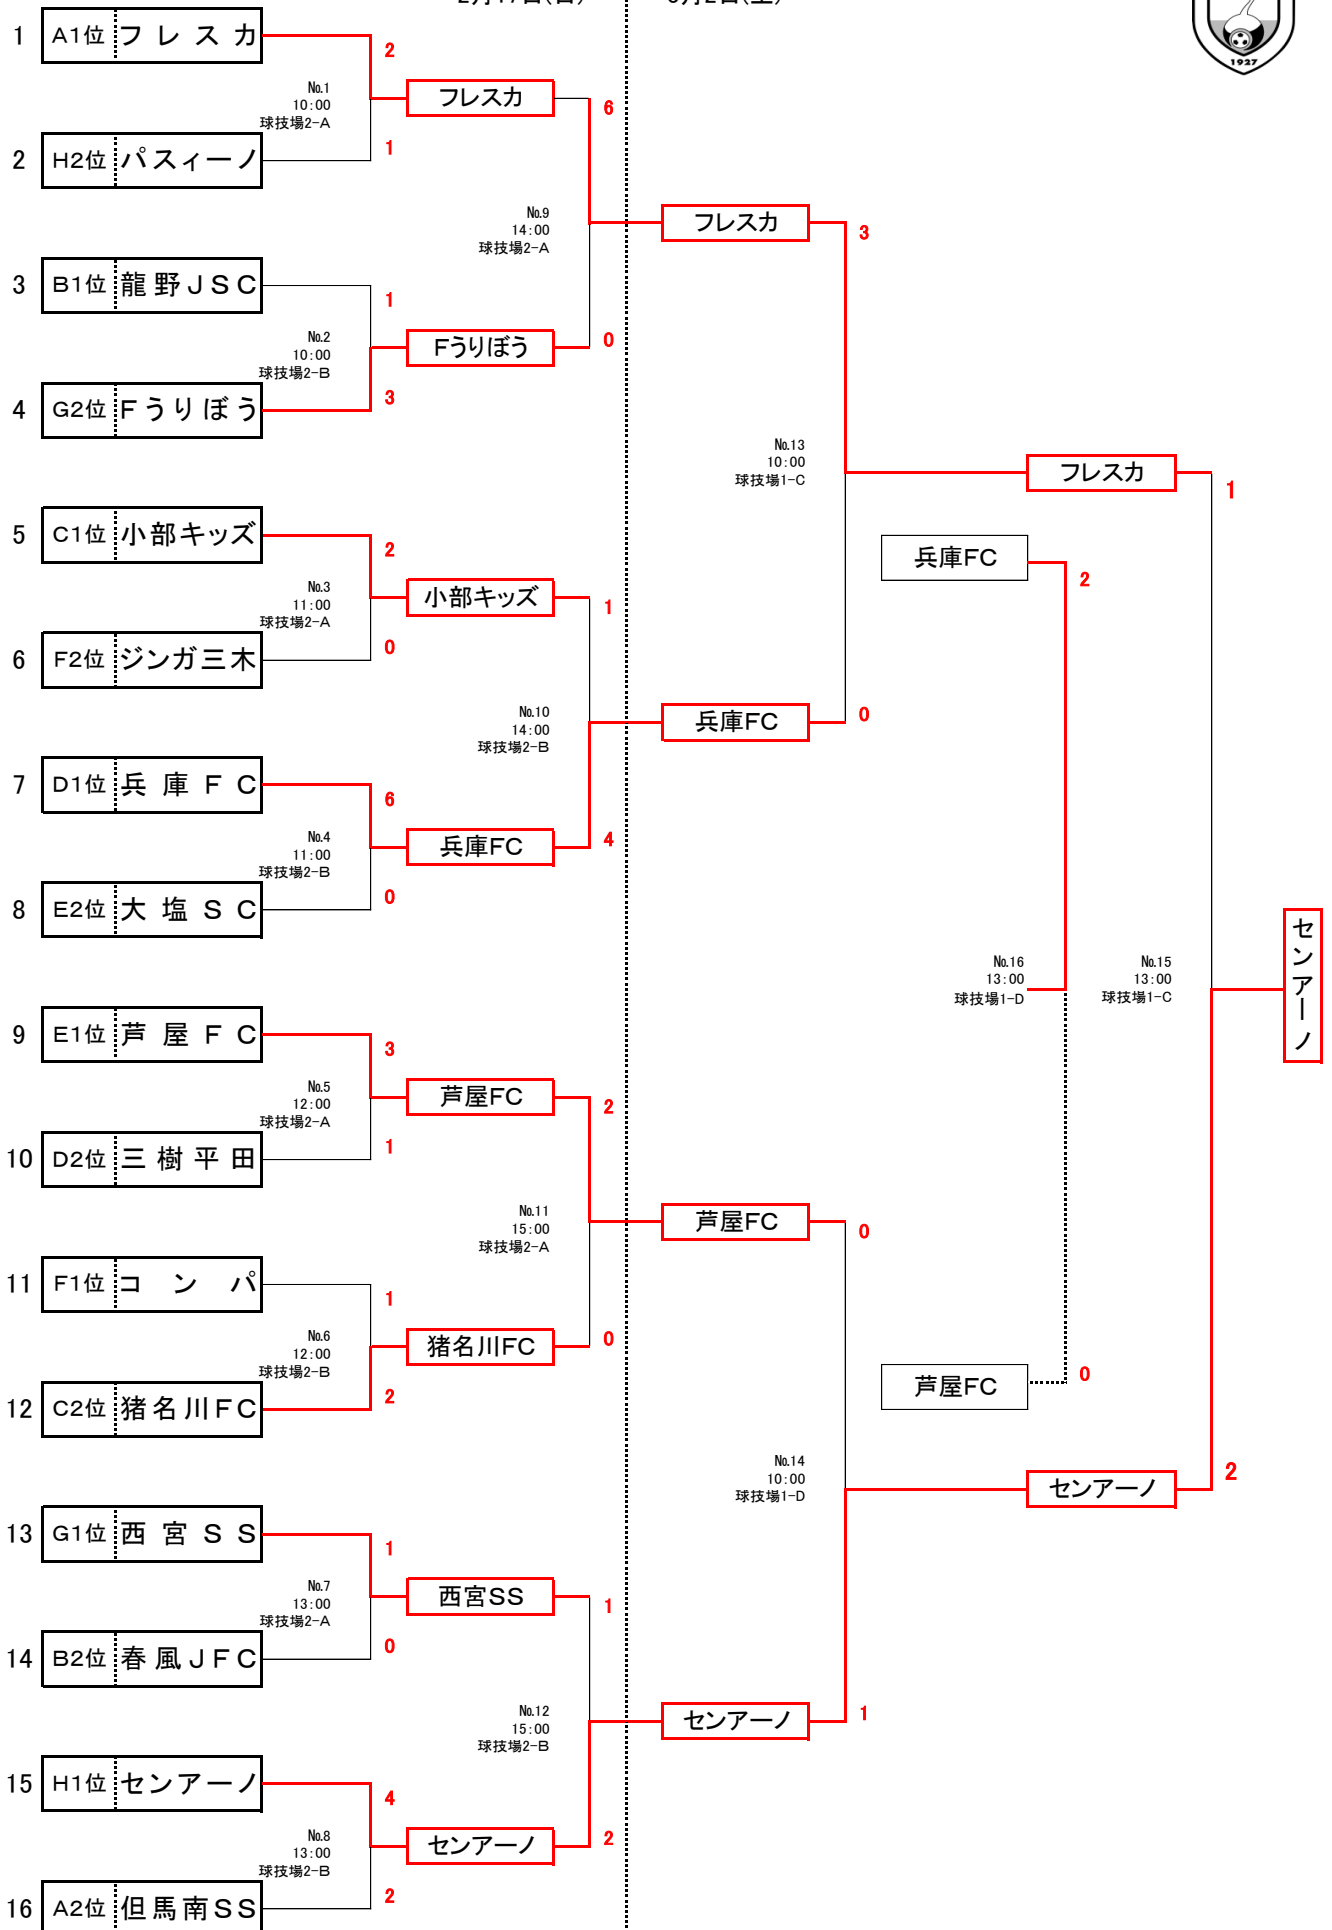 1927
1 A1位 フレスカ
2
No.1
10:00
球技場2-A
フレスカ
6
1
2 H2位 パスィーノ
No.9
14:00
球技場2-A
フレスカ
3
3 B1位 龍野JSC
1
No.2
10:00
球技場2-B
Fうりぼう
0
3
4 G2位 Fうりぼう
No.13
10:00
球技場1-C
フレスカ
1
5 C1位 小部キッズ
2
兵庫FC
2
No.3
11:00
球技場2-A
小部キッズ
1
0
6 F2位 ジンガ三木
No.10
14:00
球技場2-B
兵庫FC
0
7 D1位 兵庫FC
6
No.4
11:00
球技場2-B
兵庫FC
4
0
8 E2位 大塩SC
No.16
13:00
球技場1-D
No.15
13:00
球技場1-C
センアーノ
9 E1位 芦屋FC
3
No.5
12:00
球技場2-A
芦屋FC
2
1
10 D2位 三樹平田
No.11
15:00
球技場2-A
芦屋FC
0
11 F1位 コンパ
1
No.6
12:00
球技場2-B
猪名川FC
0
2
12 C2位 猪名川FC
芦屋FC
0
No.14
10:00
球技場1-D
センアーノ
2
13 G1位 西宮SS
1
No.7
13:00
球技場2-A
西宮SS
1
0
14 B2位 春風JFC
No.12
15:00
球技場2-B
センアーノ
1
15 H1位 センアーノ
4
No.8
13:00
球技場2-B
センアーノ
2
2
16 A2位 但馬南SS